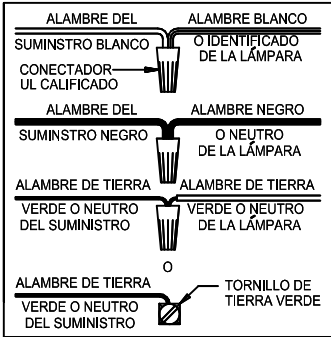 ALAMBRE DEL ALAMBRE BLANCO
SUMINSTRO BLANCO O IDENTIFICADO
CONECTADOR DE LA LÁMPARA
UL CALIFICADO
ALAMBRE DEL ALAMBRE NEGRO
SUMINSTRO NEGRO O NEUTRO
DE LA LÁMPARA
ALAMBRE DE TIERRA ALAMBRE DE TIERRA
VERDE O NEUTRO VERDE O NEUTRO
DEL SUMINISTRO DE LA LÁMPARA
O
ALAMBRE DE TIERRA TORNILLO DE
VERDE O NEUTRO TIERRA VERDE
DEL SUMINISTRO